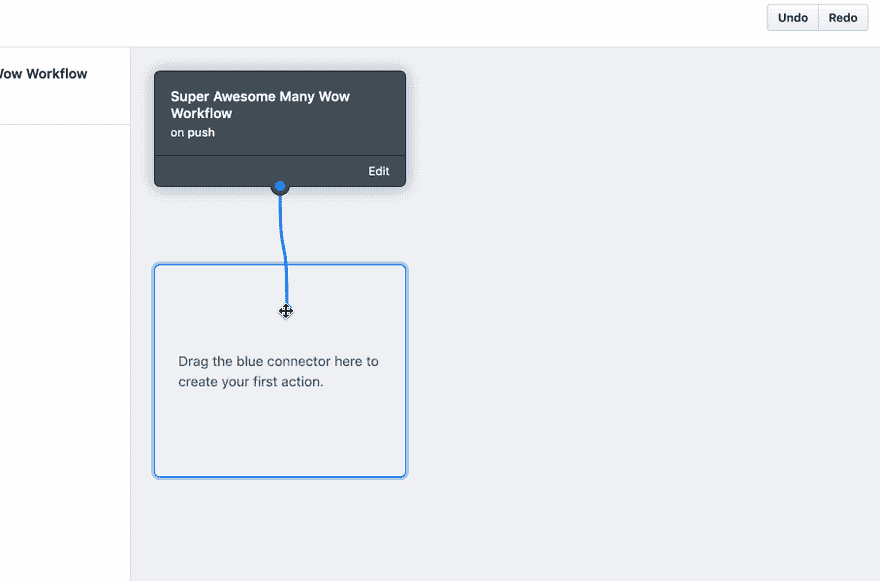 Undo Redo
Wow Workflow
Super Awesome Many Wow
Workflow
on push
Edit
Drag the blue connector here to
create your first action.